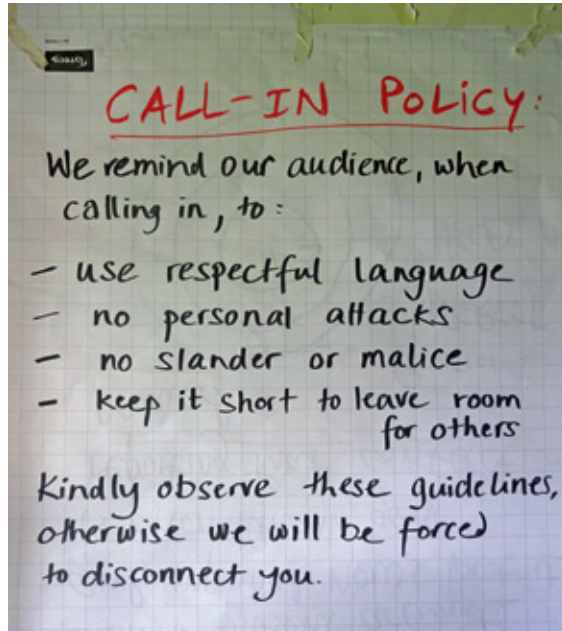 CALL-IN POLiCY:
We remind our audience, when
calling in, to:
- use respectful language
- no personal attacks
- no slander or malice
- keep it short to leave room
for others
Kindly observe these guidelines,
otherwise we will be forced
to disconnect you.